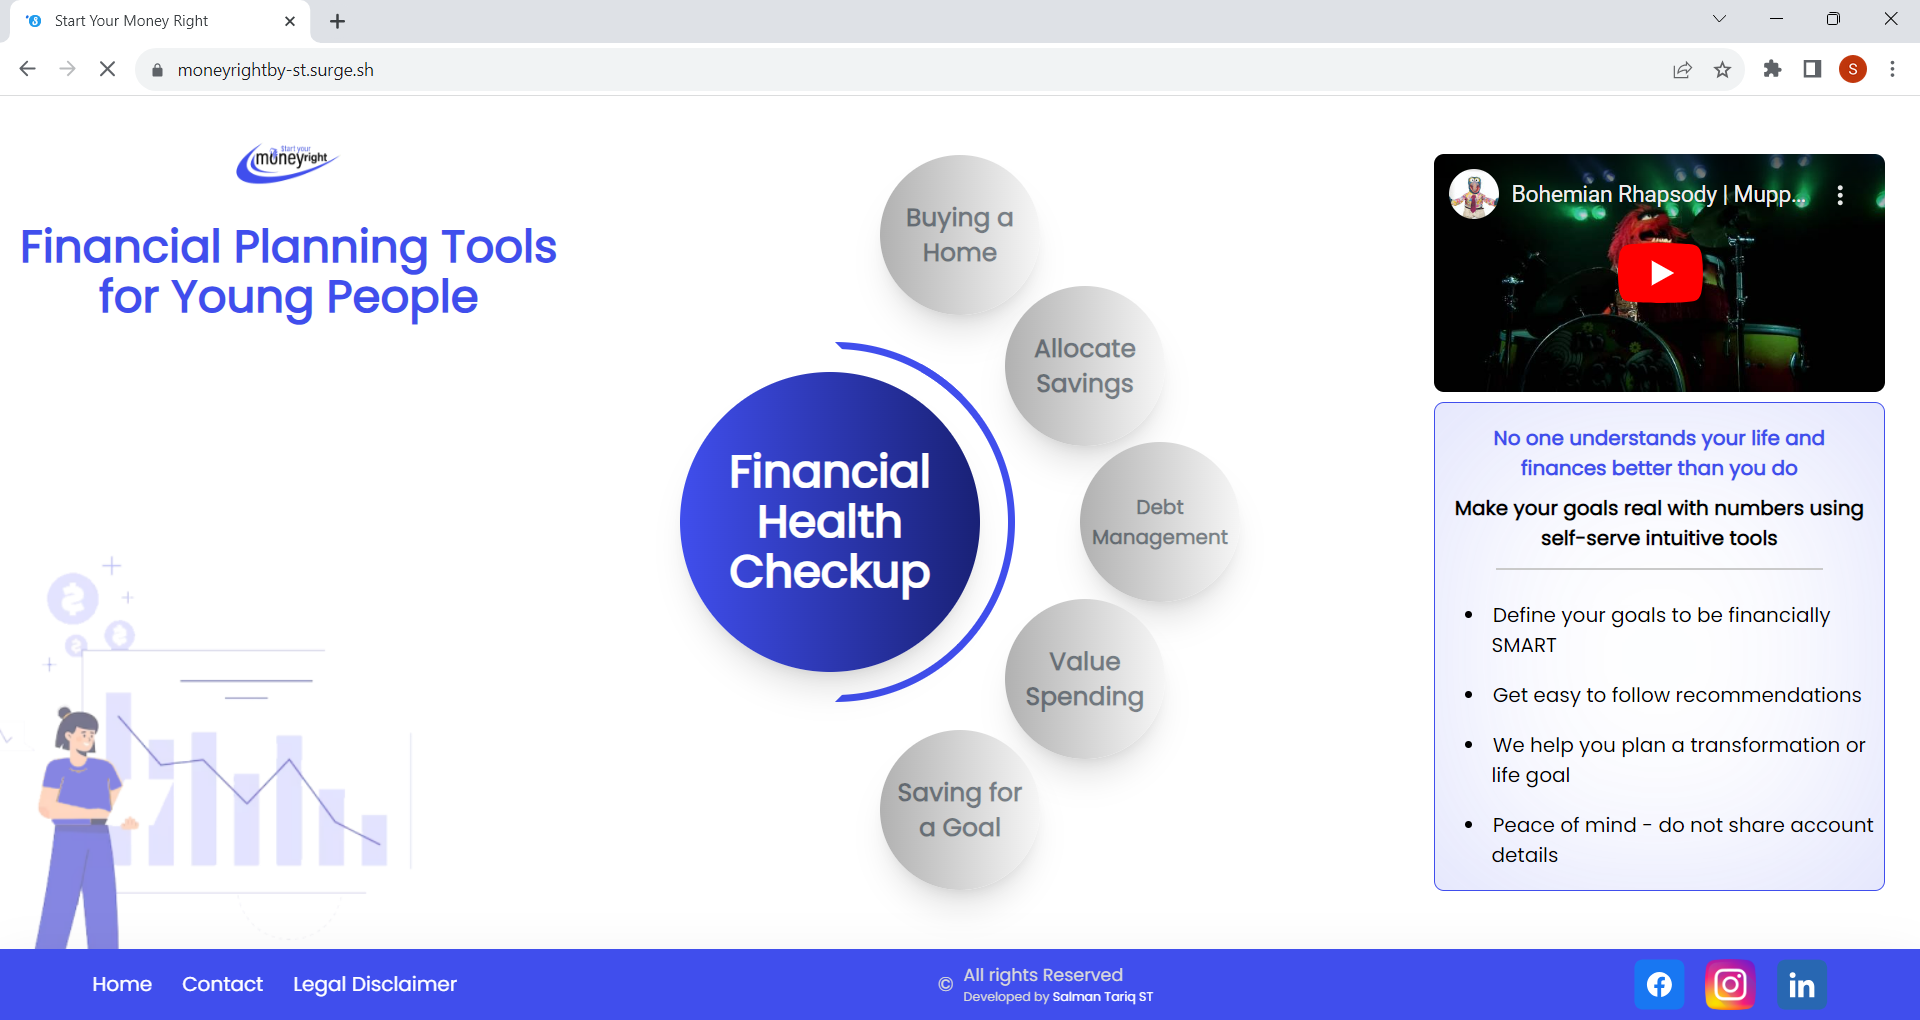 Start Your Money Right
moneyrightby-st.surge.sh
S
Start your
moneyright
Financial Planning Tools
for Young People
Buying a
Home
Allocate
Savings
Debt
Management
Value
Spending
Saving for
a Goal
Financial
Health
Checkup
Bohemian Rhapsody | Mupp...
No one understands your life and
finances better than you do
Make your goals real with numbers using
self-serve intuitive tools
• Define your goals to be financially
SMART
• Get easy to follow recommendations
• We help you plan a transformation or
life goal
• Peace of mind - do not share account
details
Home Contact Legal Disclaimer
© All rights Reserved
Developed by Salman Tariq ST
in